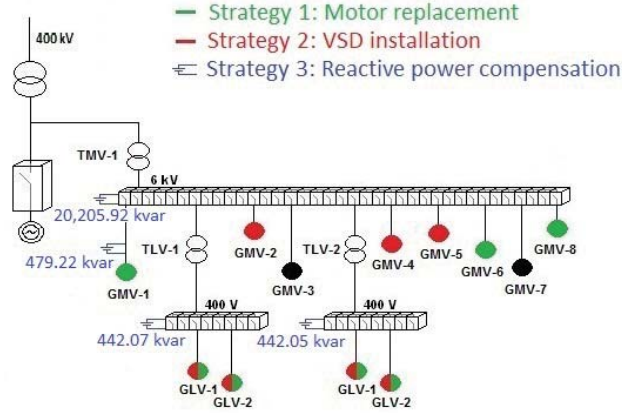 Strategy 1: Motor replacement
400 kV
Strategy 2: VSD installation
Strategy 3: Reactive power compensation
TMV-1
6 kV
20,205.92 kvar
479.22 kvar
TLV-1
GMV-2
TLV-2
GMV-4
GMV-5
GMV-8
GMV-1
GMV-3
GMV-6
GMV-7
400 V
400 V
442.07 kvar
442.05 kvar
GLV-1
GLV-2
GLV-1
GLV-2